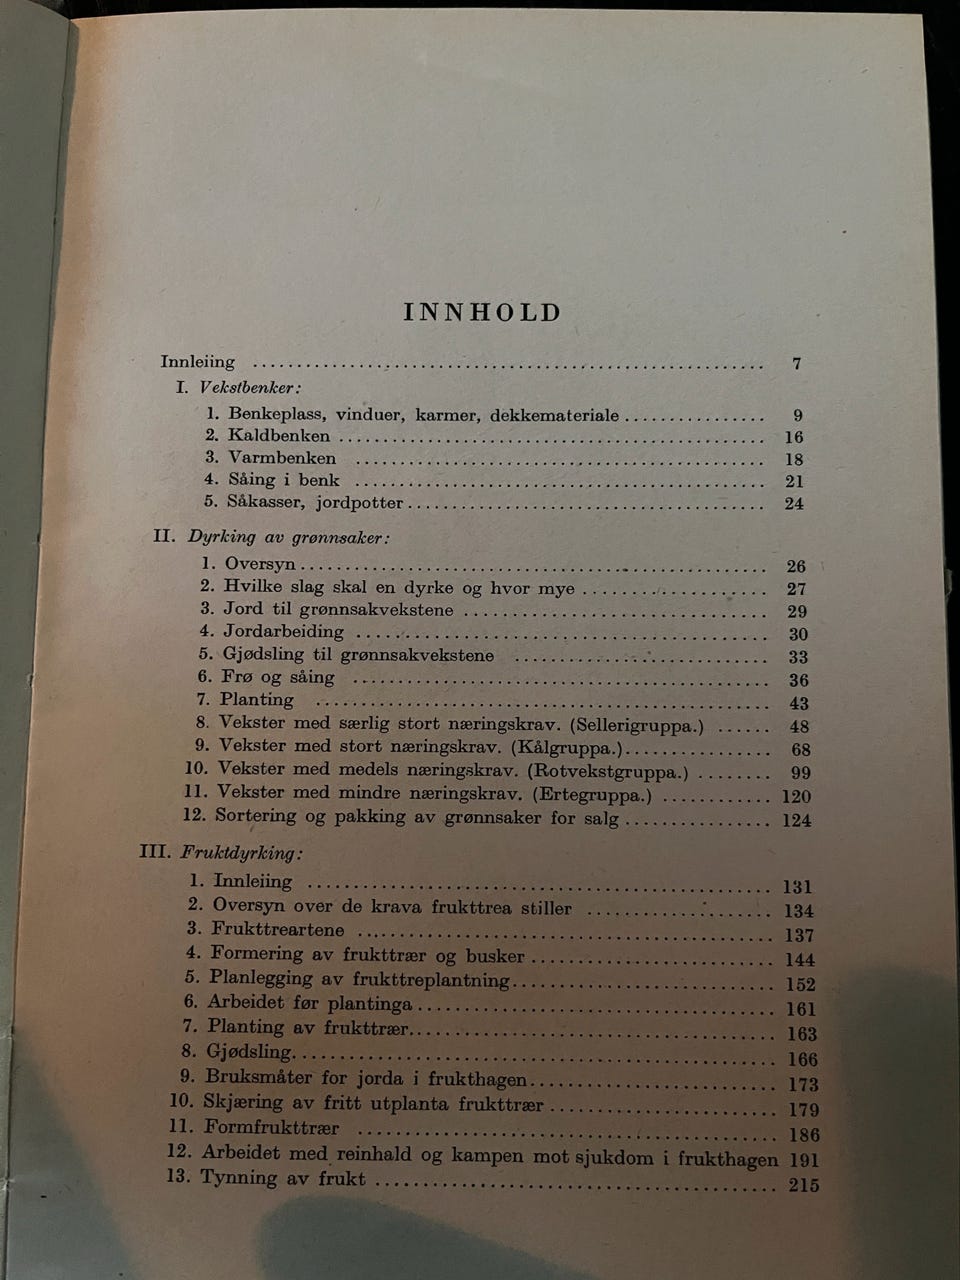 INNHOLD
Innleiing ........................................ 7
I. Vekstbenker:
1. Benkeplass, vinduer, karmer, dekkemateriale ................ 9
2. Kaldbenken ........................................ 16
3. Varmbenken ........................................ 18
4. Såing i benk ........................................ 21
5. Såkasser, jordpotter ........................................ 24
II. Dyrking av grønnsaker:
1. Oversyn ........................................ 26
2. Hvilke slag skal en dyrke og hvor mye .................... 27
3. Jord til grønnsakvekstene ........................................ 29
4. Jordarbeiding ........................................ 30
5. Gjødsling til grønnsakvekstene .............................. 33
6. Frø og såing ........................................ 36
7. Planting ........................................ 43
8. Vekster med særlig stort næringskrav. (Sellerigruppa.) ...... 48
9. Vekster med stort næringskrav. (Kålgruppa.) ................ 68
10. Vekster med medels næringskrav. (Rotvekstgruppa.) ........ 99
11. Vekster med mindre næringskrav. (Ertegruppa.) ............ 120
12. Sortering og pakking av grønnsaker for salg ................ 124
III. Fruktdyrking:
1. Innleiing ........................................ 131
2. Oversyn over de krava frukttrea stiller .................... 134
3. Frukttreartene ........................................ 137
4. Formering av frukttrær og busker .......................... 144
5. Planlegging av frukttreplantning ............................ 152
6. Arbeidet før plantinga ........................................ 161
7. Planting av frukttrær ........................................ 163
8. Gjødsling ........................................ 166
9. Bruksmåter for jorda i frukthagen .......................... 173
10. Skjæring av fritt utplanta frukttrær ........................ 179
11. Formfrukttrær ........................................ 186
12. Arbeidet med reinhald og kampen mot sjukdom i frukthagen 191
13. Tynning av frukt ........................................ 215